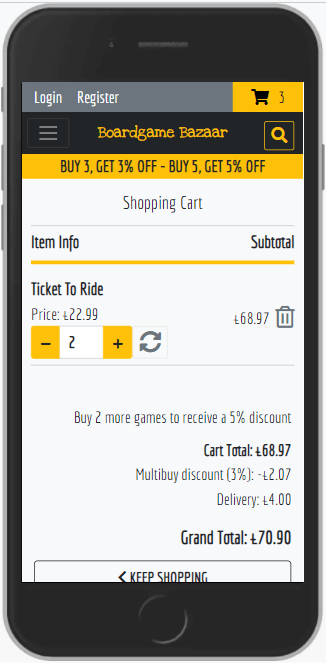 Login Register 3
Boardgame Bazaar
BUY 3, GET 3% OFF - BUY 5, GET 5% OFF
Shopping Cart
Item Info Subtotal
Ticket To Ride
Price: £22.99
£68.97
- 2 +
Buy 2 more games to receive a 5% discount
Cart Total: £68.97
Multibuy discount (3%): -£2.07
Delivery: £4.00
Grand Total: £70.90
KEEP SHOPPING